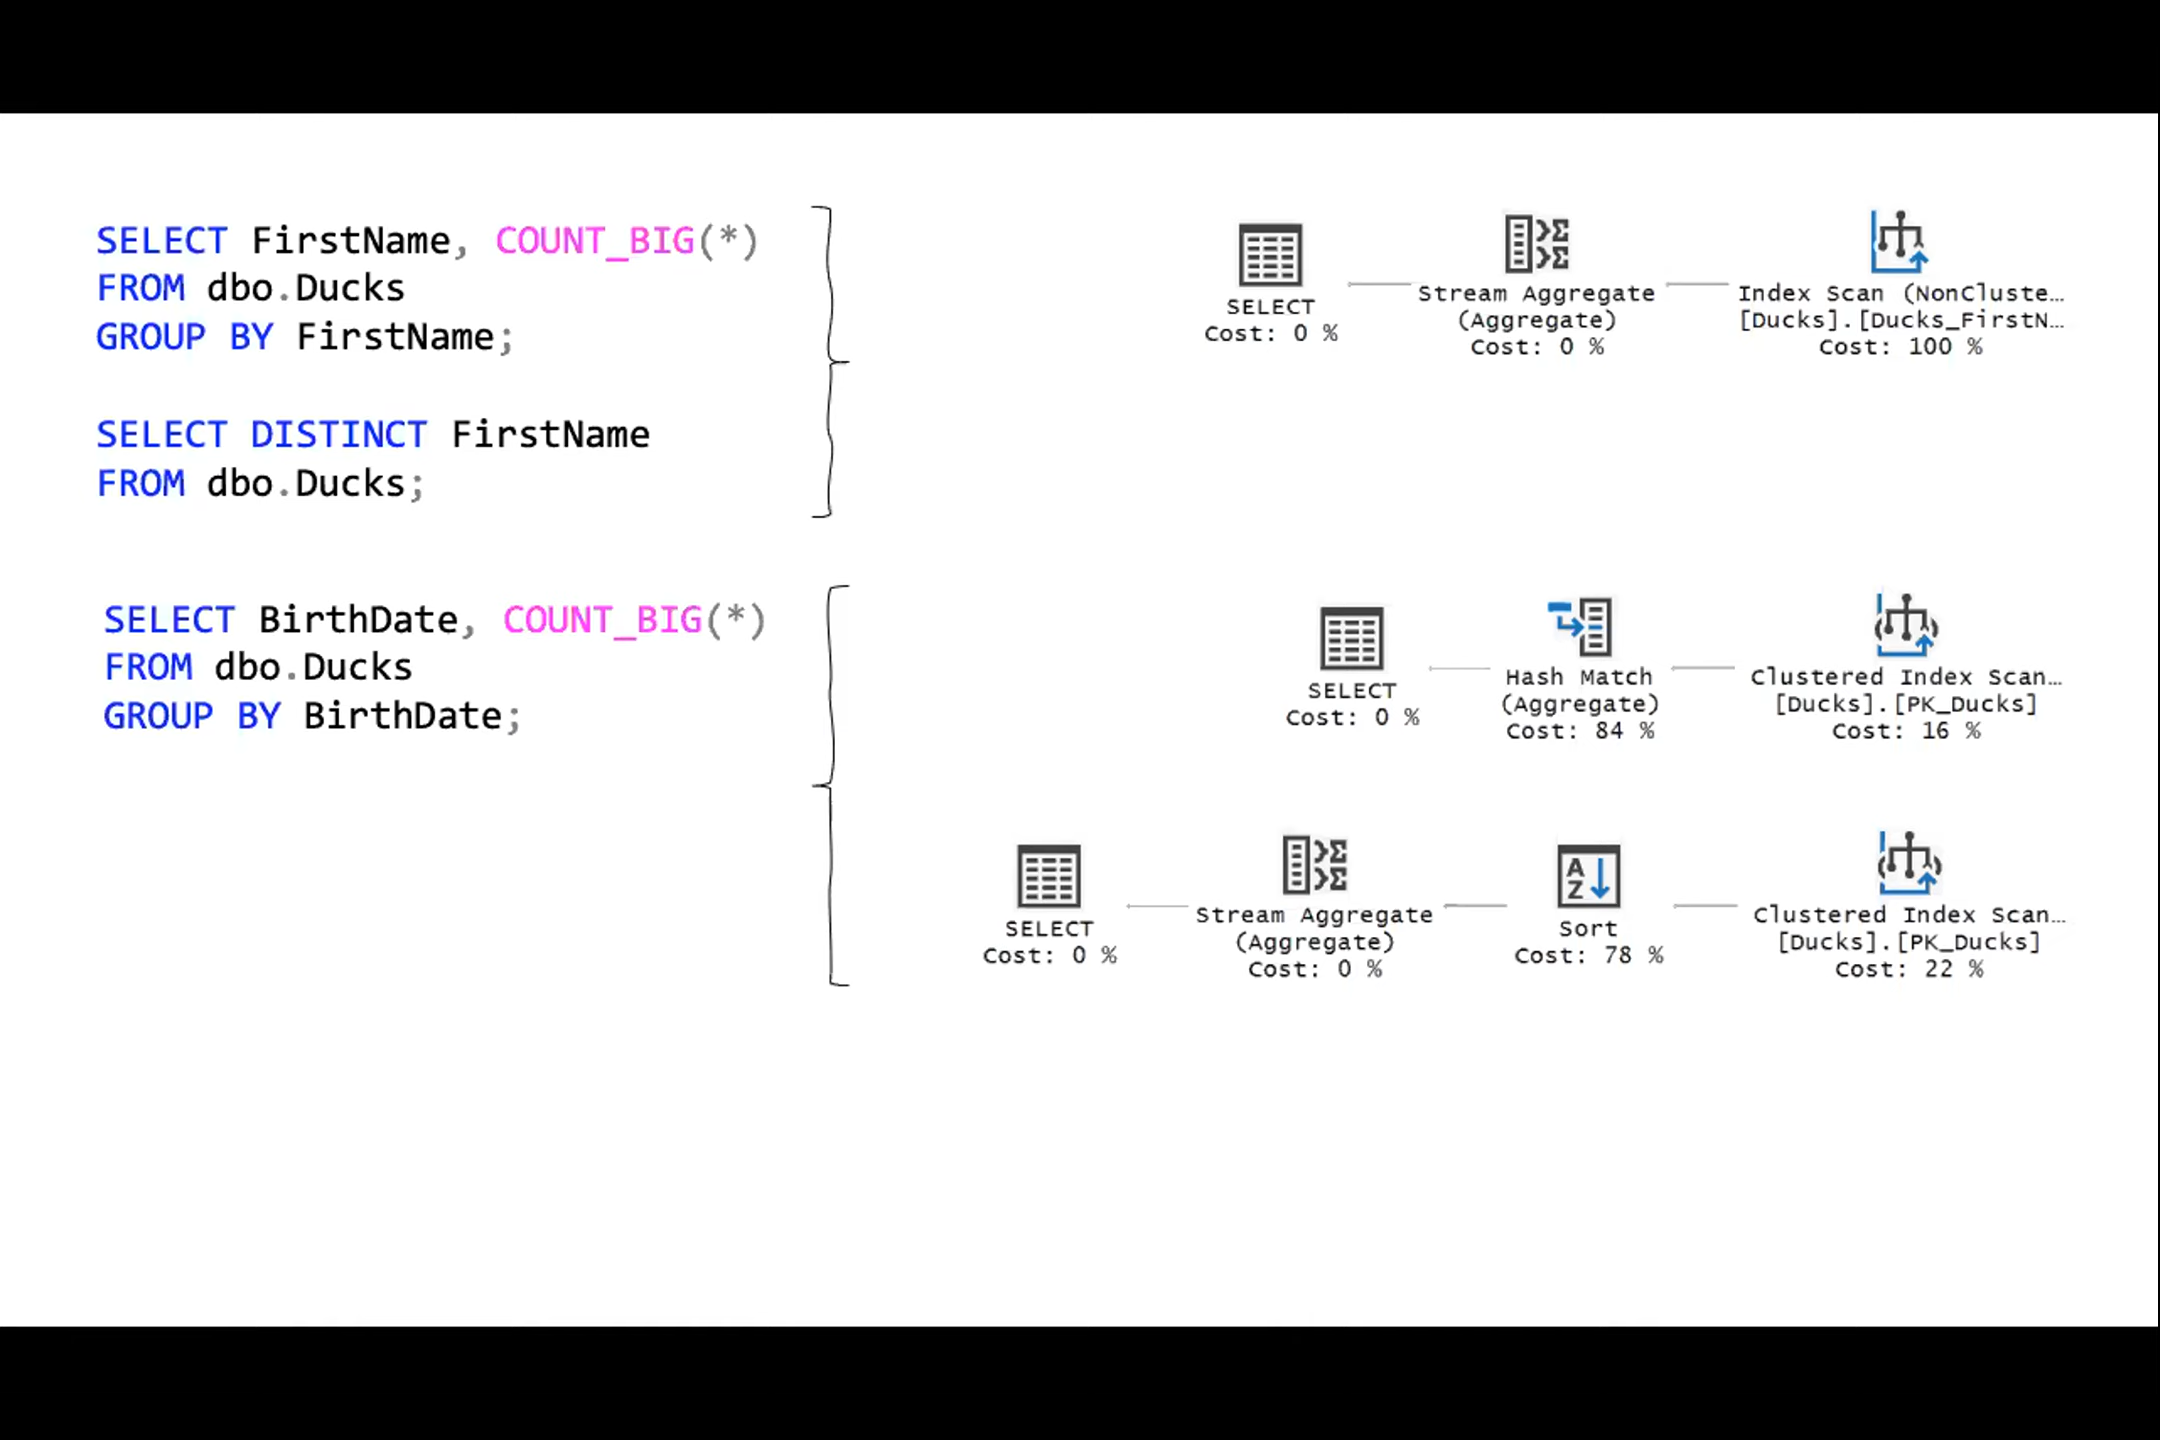 SELECT FirstName, COUNT_BIG(*)
FROM dbo.Ducks
GROUP BY FirstName;
SELECT DISTINCT FirstName
FROM dbo.Ducks;
SELECT
Cost: 0 %
Stream Aggregate
(Aggregate)
Cost: 0 %
Index Scan (NonCluste…
[Ducks].[Ducks_FirstN…
Cost: 100 %
SELECT BirthDate, COUNT_BIG(*)
FROM dbo.Ducks
GROUP BY BirthDate;
SELECT
Cost: 0 %
Hash Match
(Aggregate)
Cost: 84 %
Clustered Index Scan…
[Ducks].[PK_Ducks]
Cost: 16 %
SELECT
Cost: 0 %
Stream Aggregate
(Aggregate)
Cost: 0 %
A
Z
Sort
Cost: 78 %
Clustered Index Scan…
[Ducks].[PK_Ducks]
Cost: 22 %